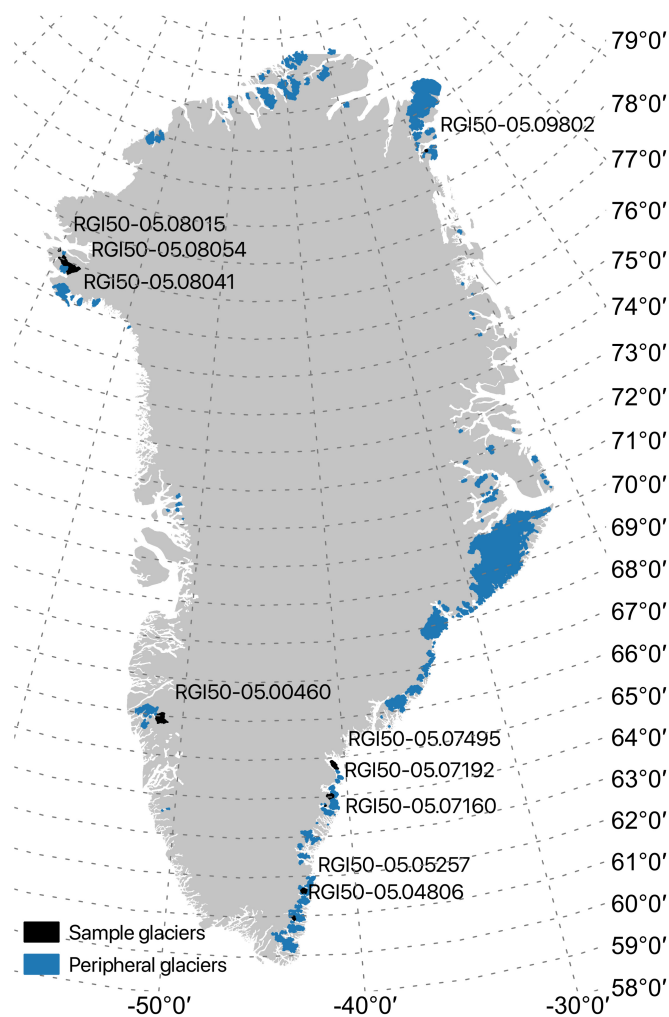 79°0′
78°0′
RGI50-05.09802
77°0′
76°0′
RGI50-05.08015
RGI50-05.08054
75°0′
RGI50-05.08041
74°0′
73°0′
72°0′
71°0′
70°0′
69°0′
68°0′
67°0′
66°0′
RGI50-05.00460
65°0′
64°0′
RGI50-05.07495
RGI50-05.07192
63°0′
RGI50-05.07160
62°0′
61°0′
RGI50-05.05257
RGI50-05.04806
60°0′
Sample glaciers
59°0′
Peripheral glaciers
58°0′
-50°0′ -40°0′ -30°0′